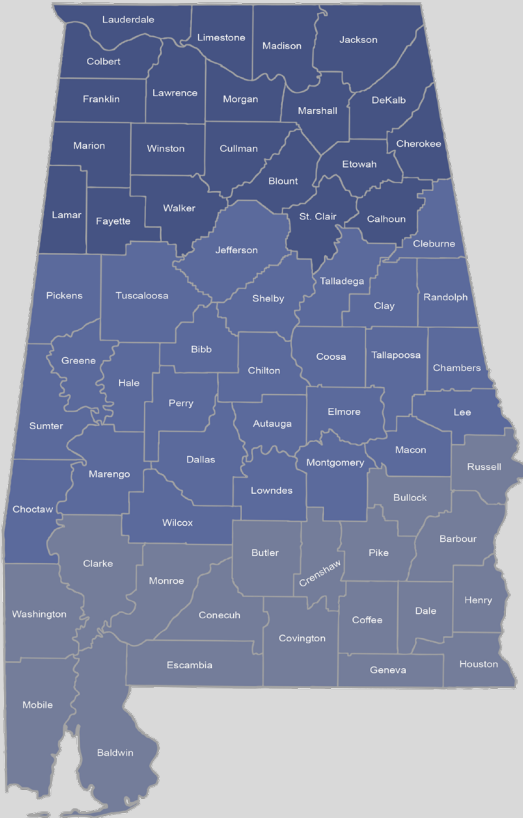 Lauderdale
Limestone
Madison
Jackson
Colbert
Franklin
Lawrence
Morgan
Marshall
DeKalb
Cherokee
Marion
Winston
Cullman
Etowah
Blount
Lamar
Fayette
Walker
St. Clair
Calhoun
Cleburne
Jefferson
Pickens
Tuscaloosa
Shelby
Talladega
Clay
Randolph
Greene
Bibb
Hale
Chilton
Coosa
Tallapoosa
Chambers
Sumter
Perry
Autauga
Elmore
Lee
Marengo
Dallas
Montgomery
Macon
Russell
Choctaw
Lowndes
Bullock
Wilcox
Clarke
Monroe
Butler
Crenshaw
Pike
Barbour
Washington
Conecuh
Covington
Coffee
Dale
Henry
Escambia
Geneva
Houston
Mobile
Baldwin